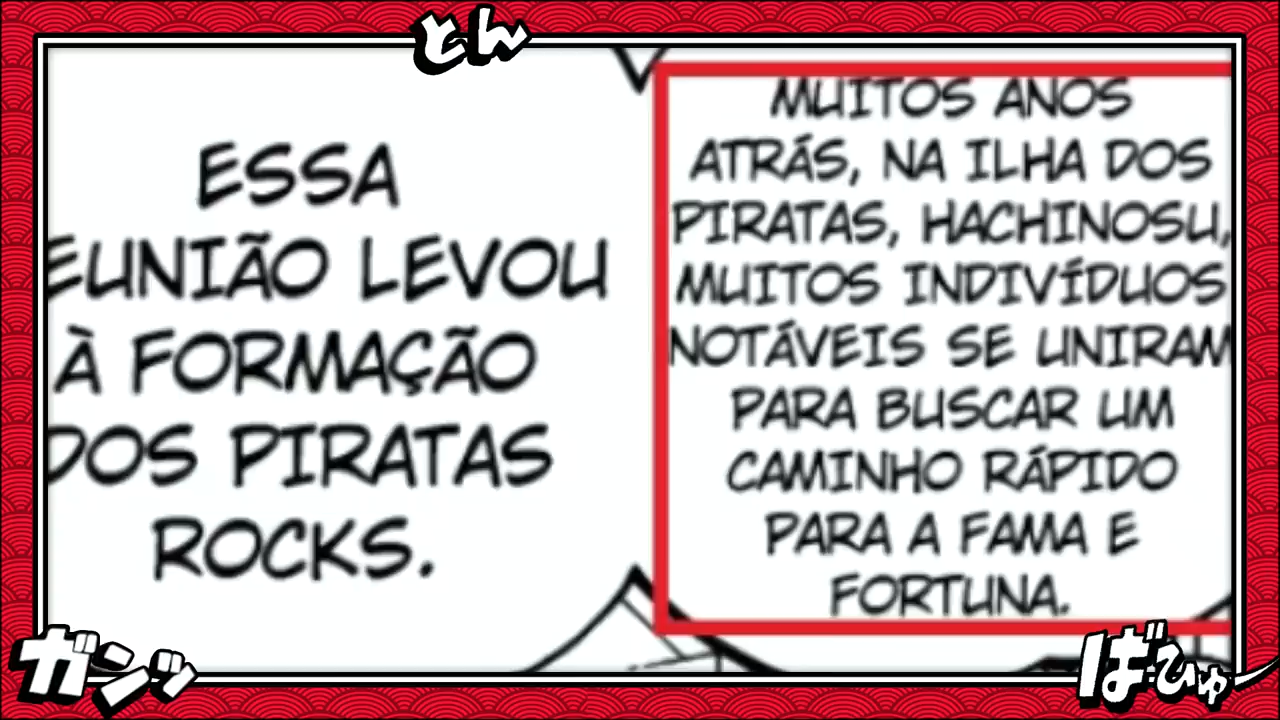 とん
ESSA
EUNIÃO LEVOU
À FORMAÇÃO
DOS PIRATAS
ROCKS.
MUITOS ANOS
ATRÁS, NA ILHA DOS
PIRATAS, HACHINOSU,
MUITOS INDIVÍDUOS
NOTÁVEIS SE UNIRAM
PARA BUSCAR UM
CAMINHO RÁPIDO
PARA A FAMA E
FORTUNA.
ガンッ
ばひゅー